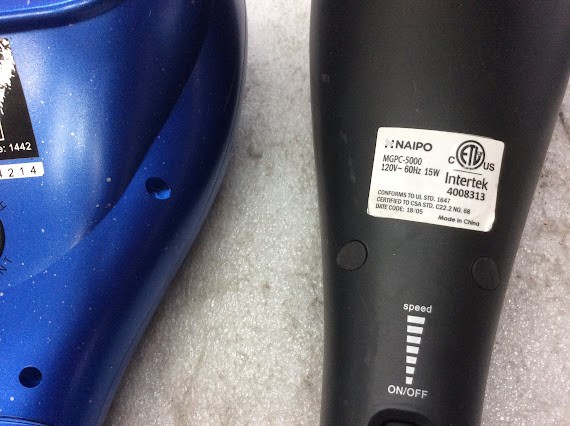 e: 1442
4214
NAIPO
MGPC-5000
120V~ 60Hz 15W
C ETL US
Intertek
4008313
CONFORMS TO UL STD. 1647
CERTIFIED TO CSA STD. C22.2 NO. 68
DATE CODE: 18/05
Made in China
speed
ON/OFF